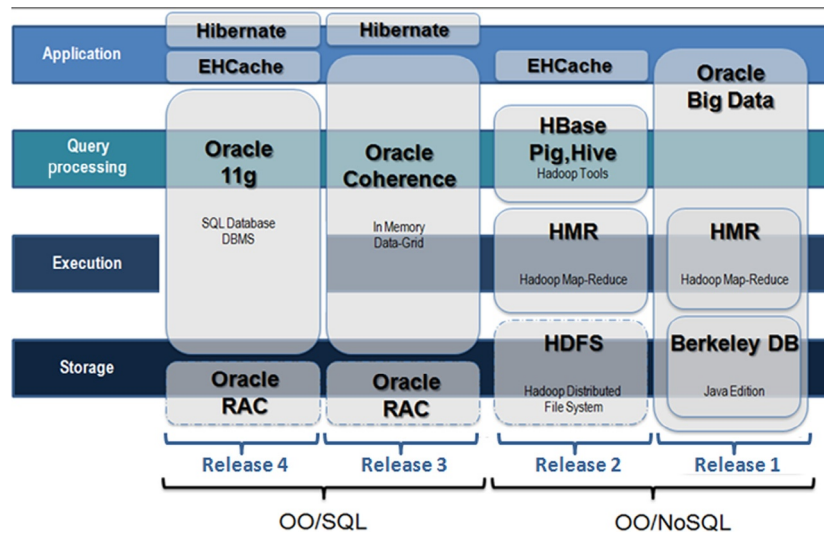 Application
Hibernate
Hibernate
EHCache
EHCache
Oracle
Big Data
Query
processing
Oracle
11g
SQL Database
DBMS
Oracle
Coherence
In Memory
Data-Grid
HBase
Pig,Hive
Hadoop Tools
Execution
HMR
Hadoop Map-Reduce
HMR
Hadoop Map-Reduce
Storage
Oracle
RAC
Oracle
RAC
HDFS
Hadoop Distributed
File System
Berkeley DB
Java Edition
Release 4
Release 3
Release 2
Release 1
OO/SQL
OO/NoSQL